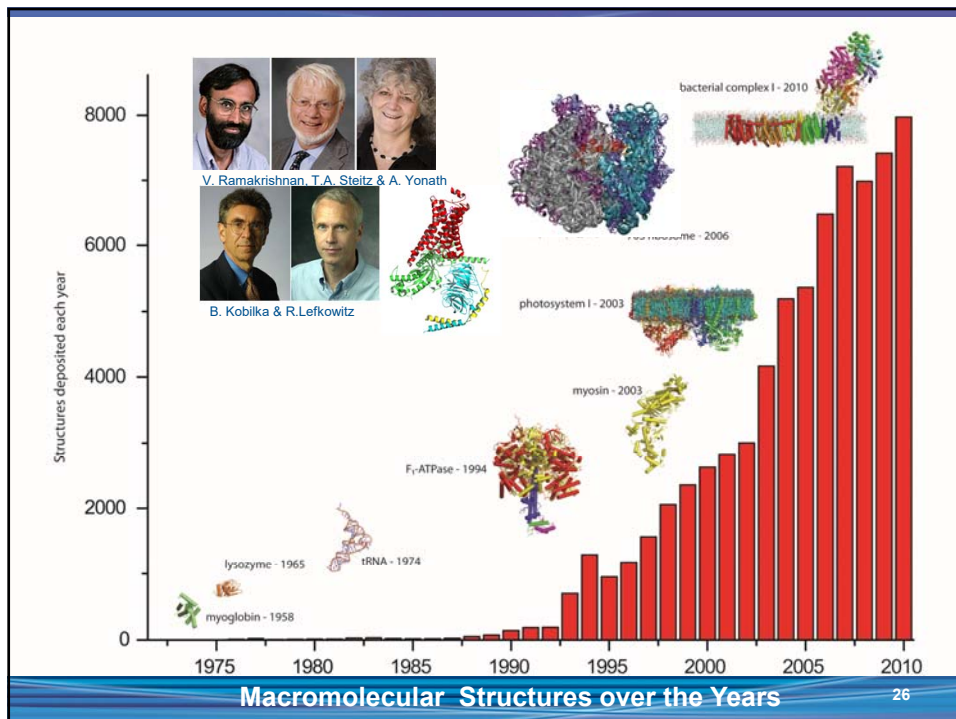 bacterial complex I - 2010
8000
V. Ramakrishnan, T.A. Steitz & A. Yonath
6000
ribosome - 2006
B. Kobilka & R.Lefkowitz
photosystem I - 2003
Structures deposited each year
4000
myosin - 2003
F₁-ATPase - 1994
2000
lysozyme - 1965
tRNA - 1974
myoglobin - 1958
0
1975 1980 1985 1990 1995 2000 2005 2010
Macromolecular Structures over the Years
26